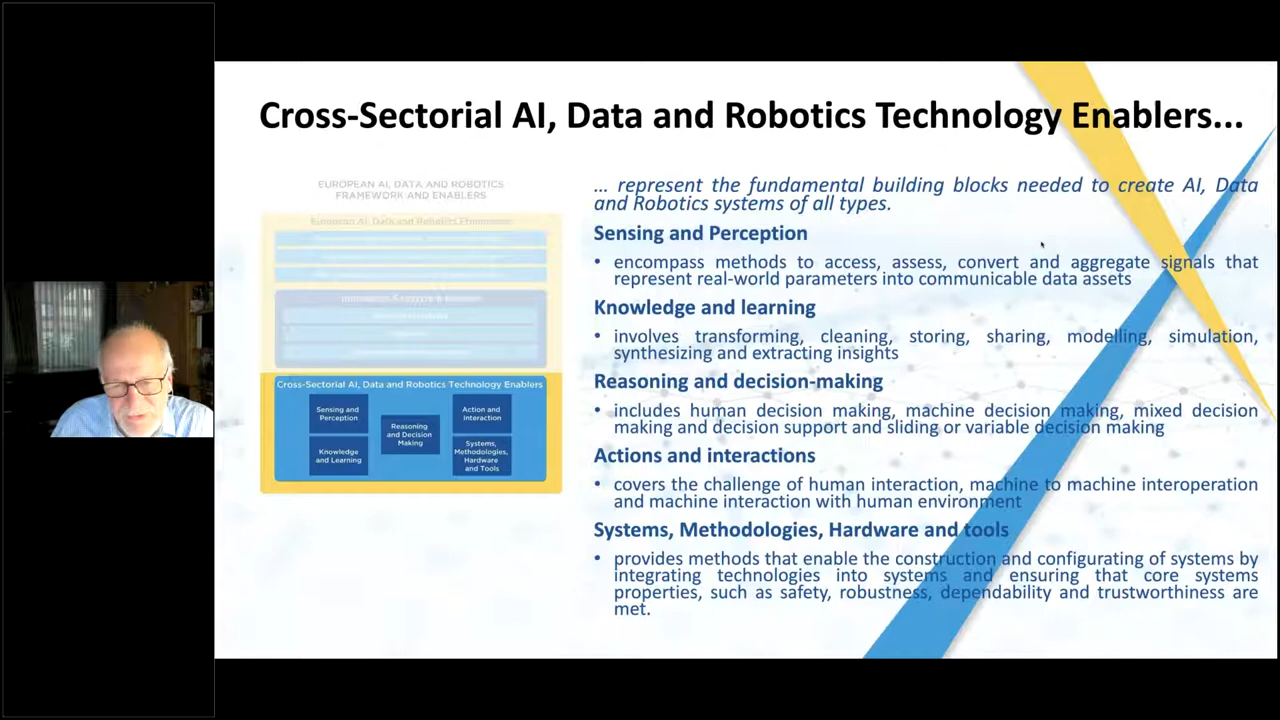 Cross-Sectorial AI, Data and Robotics Technology Enablers...
EUROPEAN AI, DATA AND ROBOTICS
FRAMEWORK AND ENABLERS
European AI, Data and Robotics Framework
Cross-Sectorial AI, Data and Robotics Technology Enablers
Sensing and
Perception
Knowledge
and Learning
Reasoning
and Decision
Making
Action and
Interaction
Systems,
Methodologies,
Hardware
and Tools
... represent the fundamental building blocks needed to create AI, Data
and Robotics systems of all types.
Sensing and Perception
• encompass methods to access, assess, convert and aggregate signals that
represent real-world parameters into communicable data assets
Knowledge and learning
• involves transforming, cleaning, storing, sharing, modelling, simulation,
synthesizing and extracting insights
Reasoning and decision-making
• includes human decision making, machine decision making, mixed decision
making and decision support and sliding or variable decision making
Actions and interactions
• covers the challenge of human interaction, machine to machine interoperation
and machine interaction with human environment
Systems, Methodologies, Hardware and tools
• provides methods that enable the construction and configurating of systems by
integrating technologies into systems and ensuring that core systems
properties, such as safety, robustness, dependability and trustworthiness are
met.